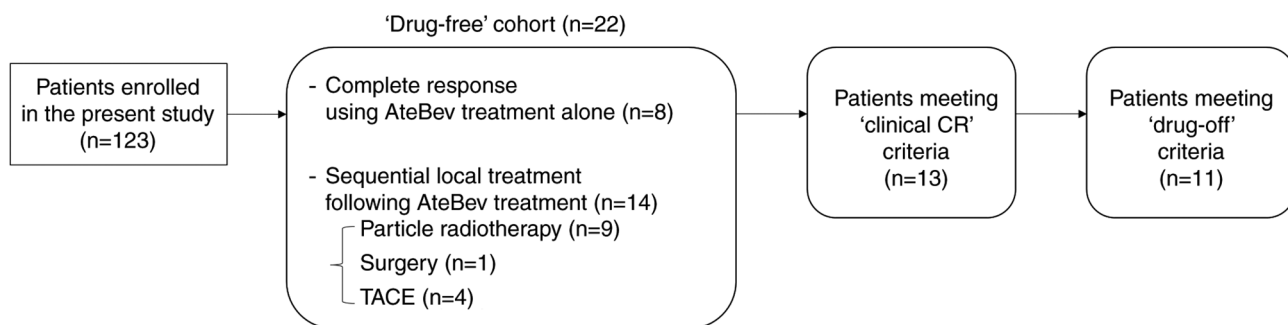 ‘Drug-free’ cohort (n=22)
Patients enrolled
in the present study
(n=123)
- Complete response
using AteBev treatment alone (n=8)
- Sequential local treatment
following AteBev treatment (n=14)
Particle radiotherapy (n=9)
Surgery (n=1)
TACE (n=4)
Patients meeting
‘clinical CR’
criteria
(n=13)
Patients meeting
‘drug-off’
criteria
(n=11)